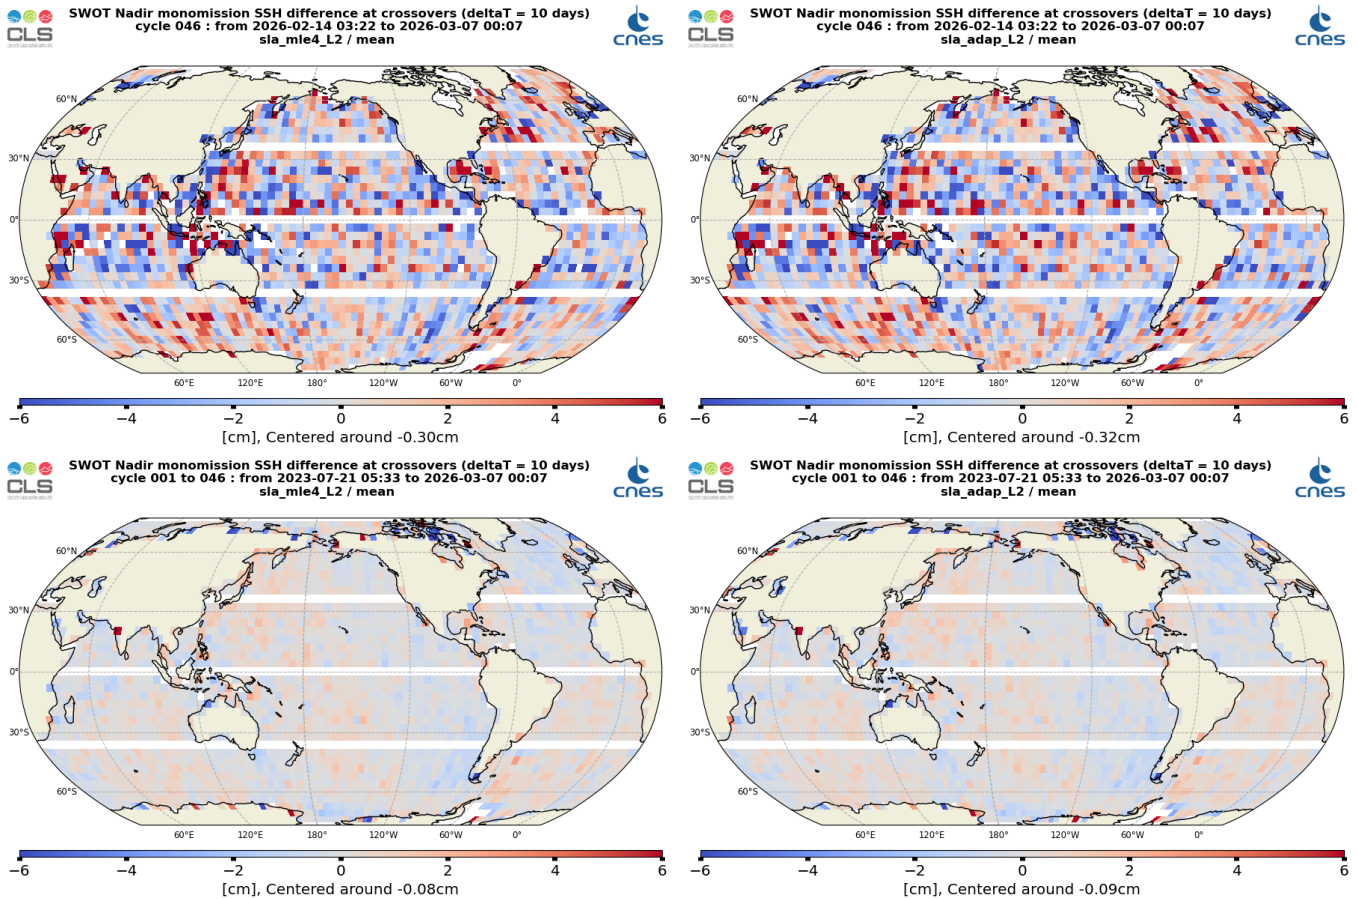 SWOT Nadir monomission SSH difference at crossovers (deltaT = 10 days)
cycle 046 : from 2026-02-14 03:22 to 2026-03-07 00:07
sla_mle4_L2 / mean
CLS
cnes
60°N
30°N
0°
30°S
60°S
60°E 120°E 180° 120°W 60°W 0°
−6 −4 −2 0 2 4 6
[cm], Centered around -0.30cm
SWOT Nadir monomission SSH difference at crossovers (deltaT = 10 days)
cycle 046 : from 2026-02-14 03:22 to 2026-03-07 00:07
sla_adap_L2 / mean
CLS
cnes
60°N
30°N
0°
30°S
60°S
60°E 120°E 180° 120°W 60°W 0°
−6 −4 −2 0 2 4 6
[cm], Centered around -0.32cm
SWOT Nadir monomission SSH difference at crossovers (deltaT = 10 days)
cycle 001 to 046 : from 2023-07-21 05:33 to 2026-03-07 00:07
sla_mle4_L2 / mean
CLS
cnes
60°N
30°N
0°
30°S
60°S
60°E 120°E 180° 120°W 60°W 0°
−6 −4 −2 0 2 4 6
[cm], Centered around -0.08cm
SWOT Nadir monomission SSH difference at crossovers (deltaT = 10 days)
cycle 001 to 046 : from 2023-07-21 05:33 to 2026-03-07 00:07
sla_adap_L2 / mean
CLS
cnes
60°N
30°N
0°
30°S
60°S
60°E 120°E 180° 120°W 60°W 0°
−6 −4 −2 0 2 4 6
[cm], Centered around -0.09cm